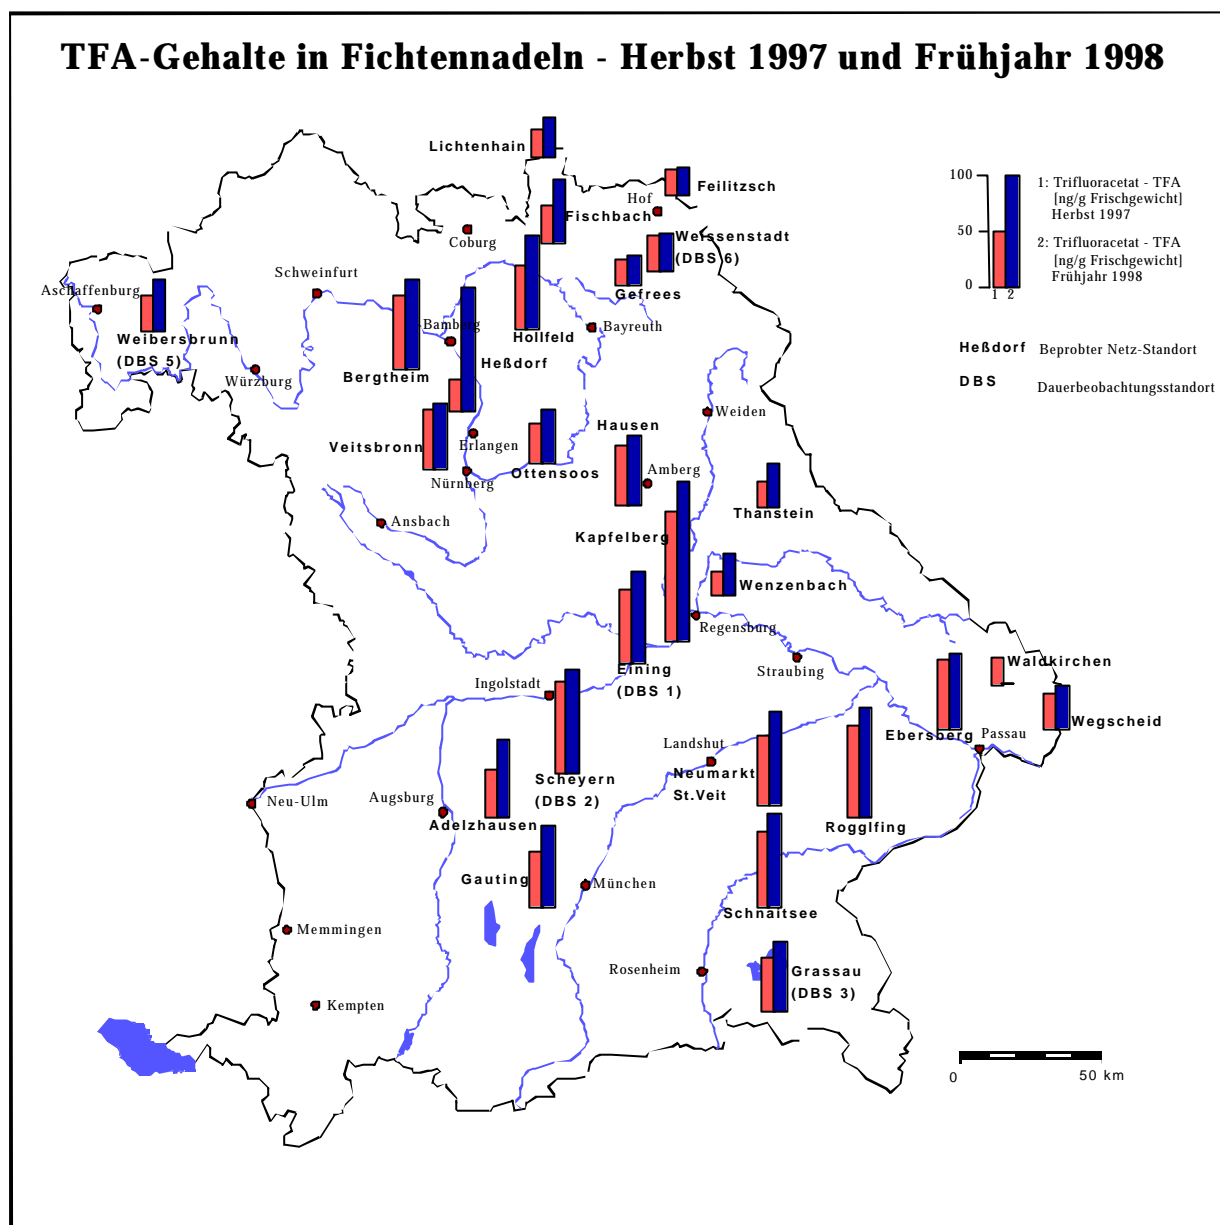 TFA-Gehalte in Fichtennadeln - Herbst 1997 und Frühjahr 1998
Lichtenhain
Feilitzsch
Hof
Fischbach
Coburg
Weissenstadt
(DBS 6)
Gefrees
Schweinfurt
Aschaffenburg
Weibersbrunn
(DBS 5)
Würzburg
Bamberg
Hollfeld
Bayreuth
Heßdorf
Bergtheim
Weiden
Veitsbronn
Erlangen
Hausen
Ottensoos
Amberg
Nürnberg
Ansbach
Thanstein
Kapfelberg
Wenzenbach
Regensburg
Eining
(DBS 1)
Straubing
Waldkirchen
Ingolstadt
Wegscheid
Ebersberg
Passau
Landshut
Neumarkt
St.Veit
Scheyern
(DBS 2)
Neu-Ulm
Augsburg
Adelzhausen
Rogglfing
Gauting
München
Schnaitsee
Memmingen
Rosenheim
Grassau
(DBS 3)
Kempten
100
50
0
1 2
1: Trifluoracetat - TFA
[ng/g Frischgewicht]
Herbst 1997
2: Trifluoracetat - TFA
[ng/g Frischgewicht]
Frühjahr 1998
Heßdorf Beprobter Netz-Standort
DBS Dauerbeobachtungsstandort
0 50 km